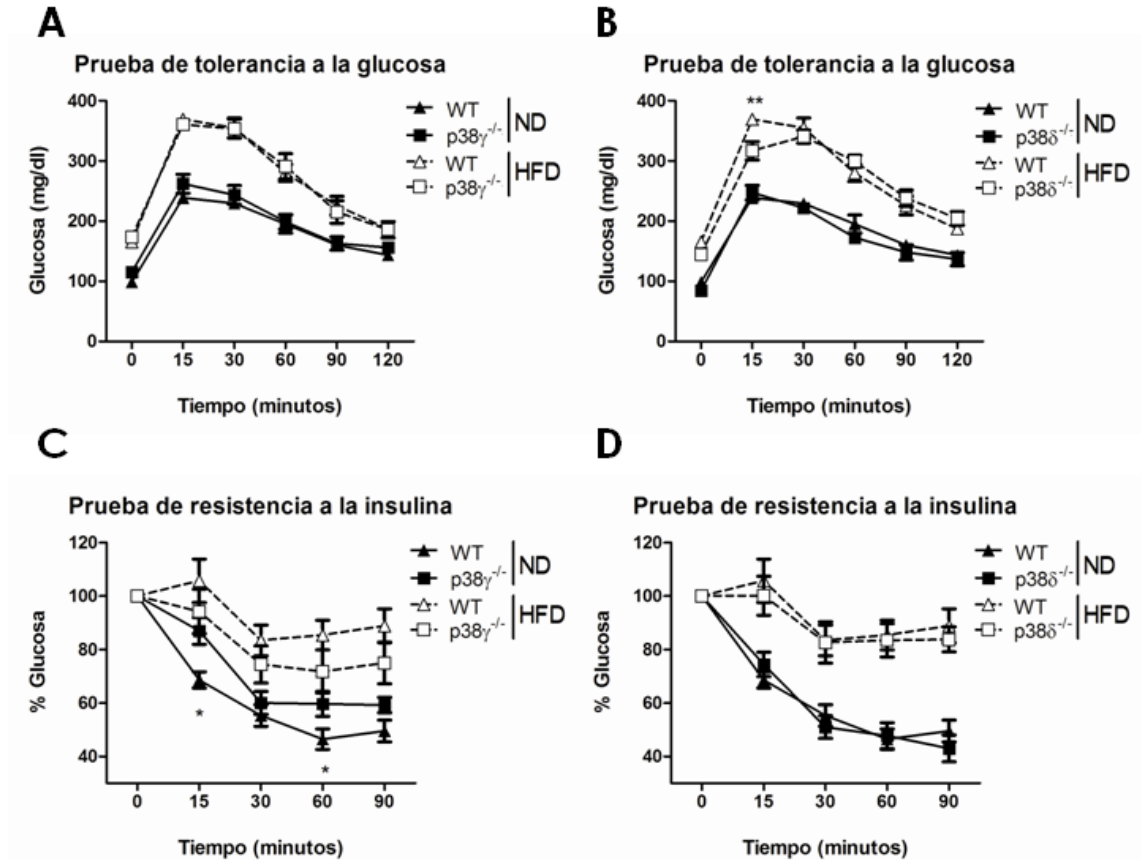 A
Prueba de tolerancia a la glucosa
Glucosa (mg/dl)
400
300
200
100
0
0 15 30 60 90 120
Tiempo (minutos)
WT
p38γ-/-
ND
WT
p38γ-/-
HFD
B
Prueba de tolerancia a la glucosa
**
Glucosa (mg/dl)
400
300
200
100
0
0 15 30 60 90 120
Tiempo (minutos)
WT
p38δ-/-
ND
WT
p38δ-/-
HFD
C
Prueba de resistencia a la insulina
% Glucosa
120
100
80
60
40
*
*
0 15 30 60 90
Tiempo (minutos)
WT
p38γ-/-
ND
WT
p38γ-/-
HFD
D
Prueba de resistencia a la insulina
% Glucosa
120
100
80
60
40
0 15 30 60 90
Tiempo (minutos)
WT
p38δ-/-
ND
WT
p38δ-/-
HFD